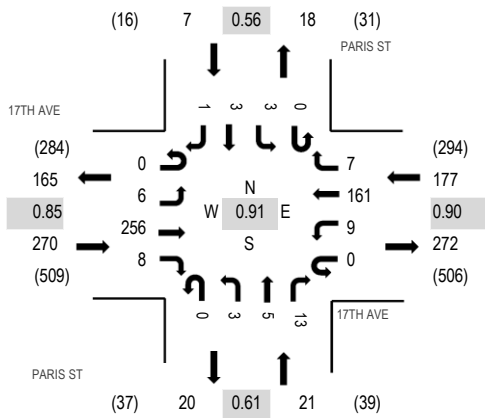 (16) 7 0.56 18 (31)
PARIS ST
17TH AVE
1 3 3 0
(284) (294)
165 0 7 177
6 N 161
0.85 W 0.91 E 0.90
256 S 9
270 8 0 272
(509) (506)
0 3 5 13
17TH AVE
PARIS ST
(37) 20 0.61 21 (39)